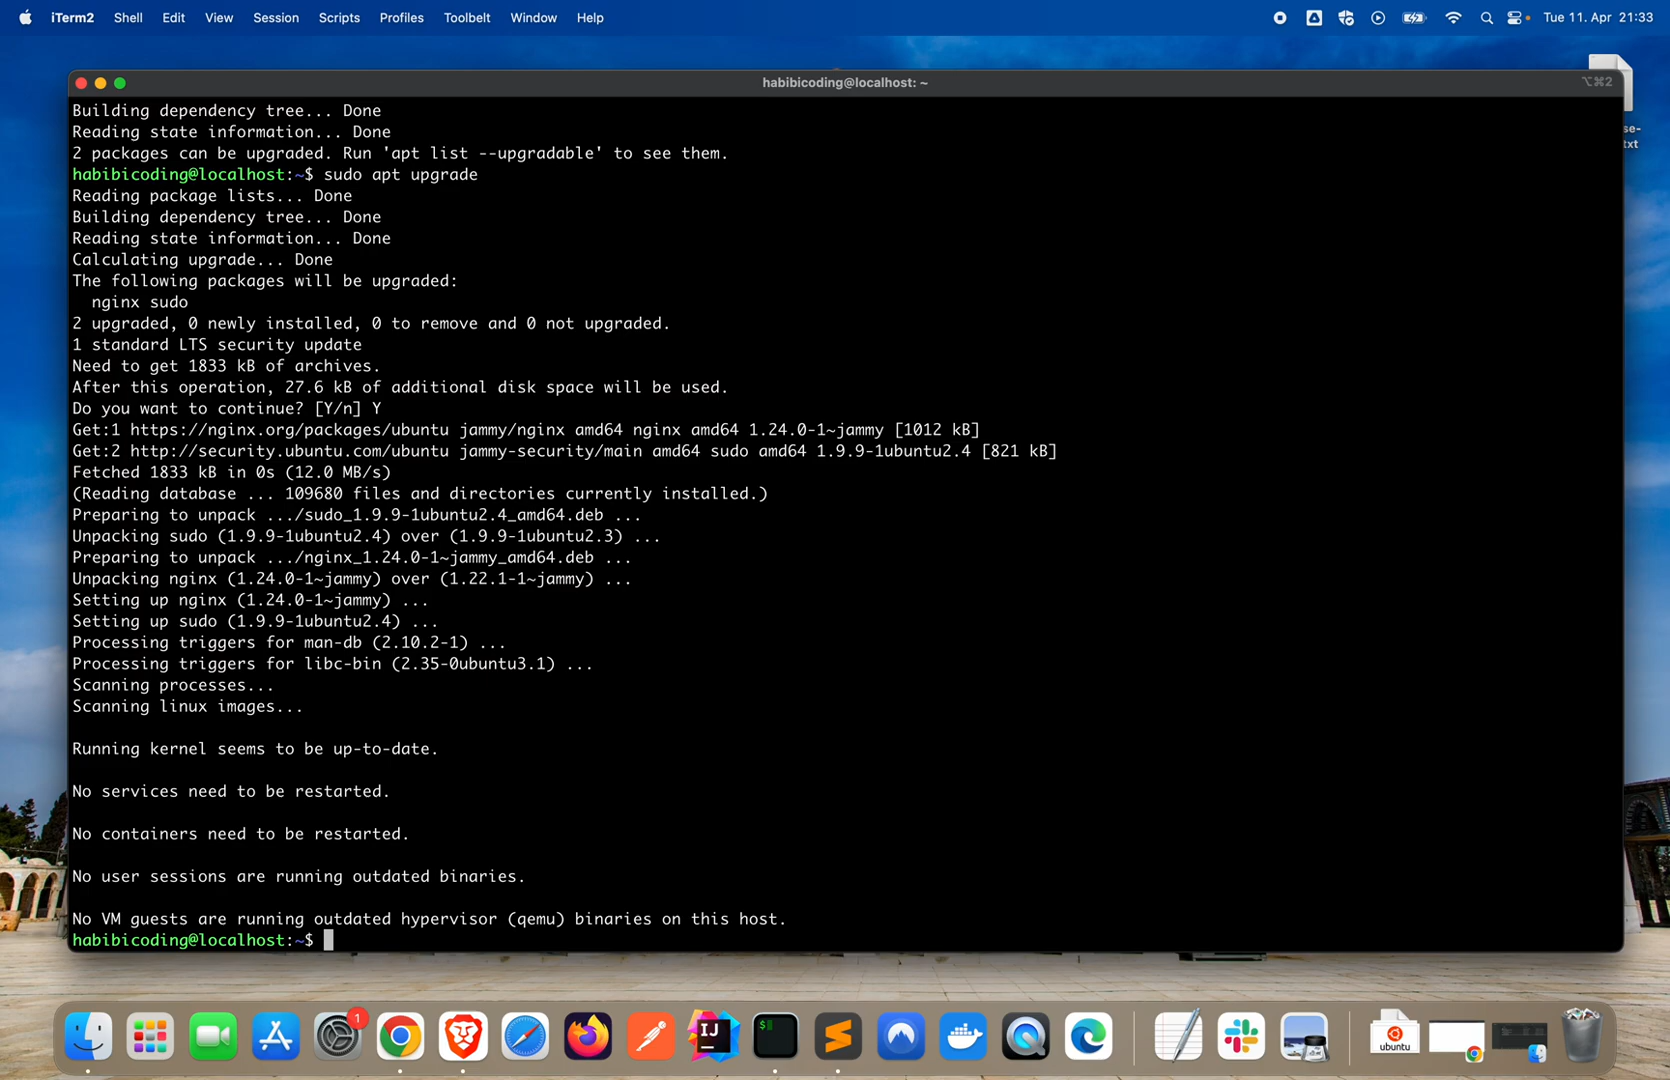 iTerm2 Shell Edit View Session Scripts Profiles Toolbelt Window Help Tue 11. Apr 21:33
habibicoding@localhost: ~ ⌥⌘2
Building dependency tree... Done
Reading state information... Done
2 packages can be upgraded. Run 'apt list --upgradable' to see them.
habibicoding@localhost:~$ sudo apt upgrade
Reading package lists... Done
Building dependency tree... Done
Reading state information... Done
Calculating upgrade... Done
The following packages will be upgraded:
nginx sudo
2 upgraded, 0 newly installed, 0 to remove and 0 not upgraded.
1 standard LTS security update
Need to get 1833 kB of archives.
After this operation, 27.6 kB of additional disk space will be used.
Do you want to continue? [Y/n] Y
Get:1 https://nginx.org/packages/ubuntu jammy/nginx amd64 nginx amd64 1.24.0-1~jammy [1012 kB]
Get:2 http://security.ubuntu.com/ubuntu jammy-security/main amd64 sudo amd64 1.9.9-1ubuntu2.4 [821 kB]
Fetched 1833 kB in 0s (12.0 MB/s)
(Reading database ... 109680 files and directories currently installed.)
Preparing to unpack .../sudo_1.9.9-1ubuntu2.4_amd64.deb ...
Unpacking sudo (1.9.9-1ubuntu2.4) over (1.9.9-1ubuntu2.3) ...
Preparing to unpack .../nginx_1.24.0-1~jammy_amd64.deb ...
Unpacking nginx (1.24.0-1~jammy) over (1.22.1-1~jammy) ...
Setting up nginx (1.24.0-1~jammy) ...
Setting up sudo (1.9.9-1ubuntu2.4) ...
Processing triggers for man-db (2.10.2-1) ...
Processing triggers for libc-bin (2.35-0ubuntu3.1) ...
Scanning processes...
Scanning linux images...
Running kernel seems to be up-to-date.
No services need to be restarted.
No containers need to be restarted.
No user sessions are running outdated binaries.
No VM guests are running outdated hypervisor (qemu) binaries on this host.
habibicoding@localhost:~$
se-
txt
1
IJ
$
ubuntu